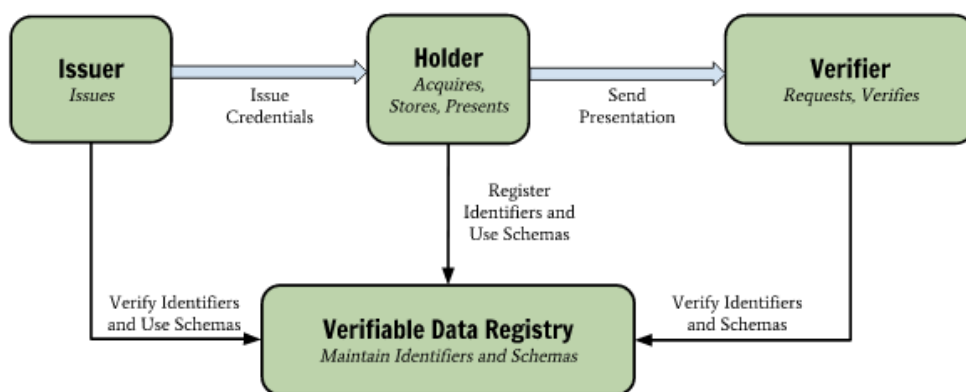 Issuer
Issues
Issue
Credentials
Holder
Acquires,
Stores, Presents
Send
Presentation
Verifier
Requests, Verifies
Register
Identifiers and
Use Schemas
Verify Identifiers
and Use Schemas
Verifiable Data Registry
Maintain Identifiers and Schemas
Verify Identifiers
and Schemas